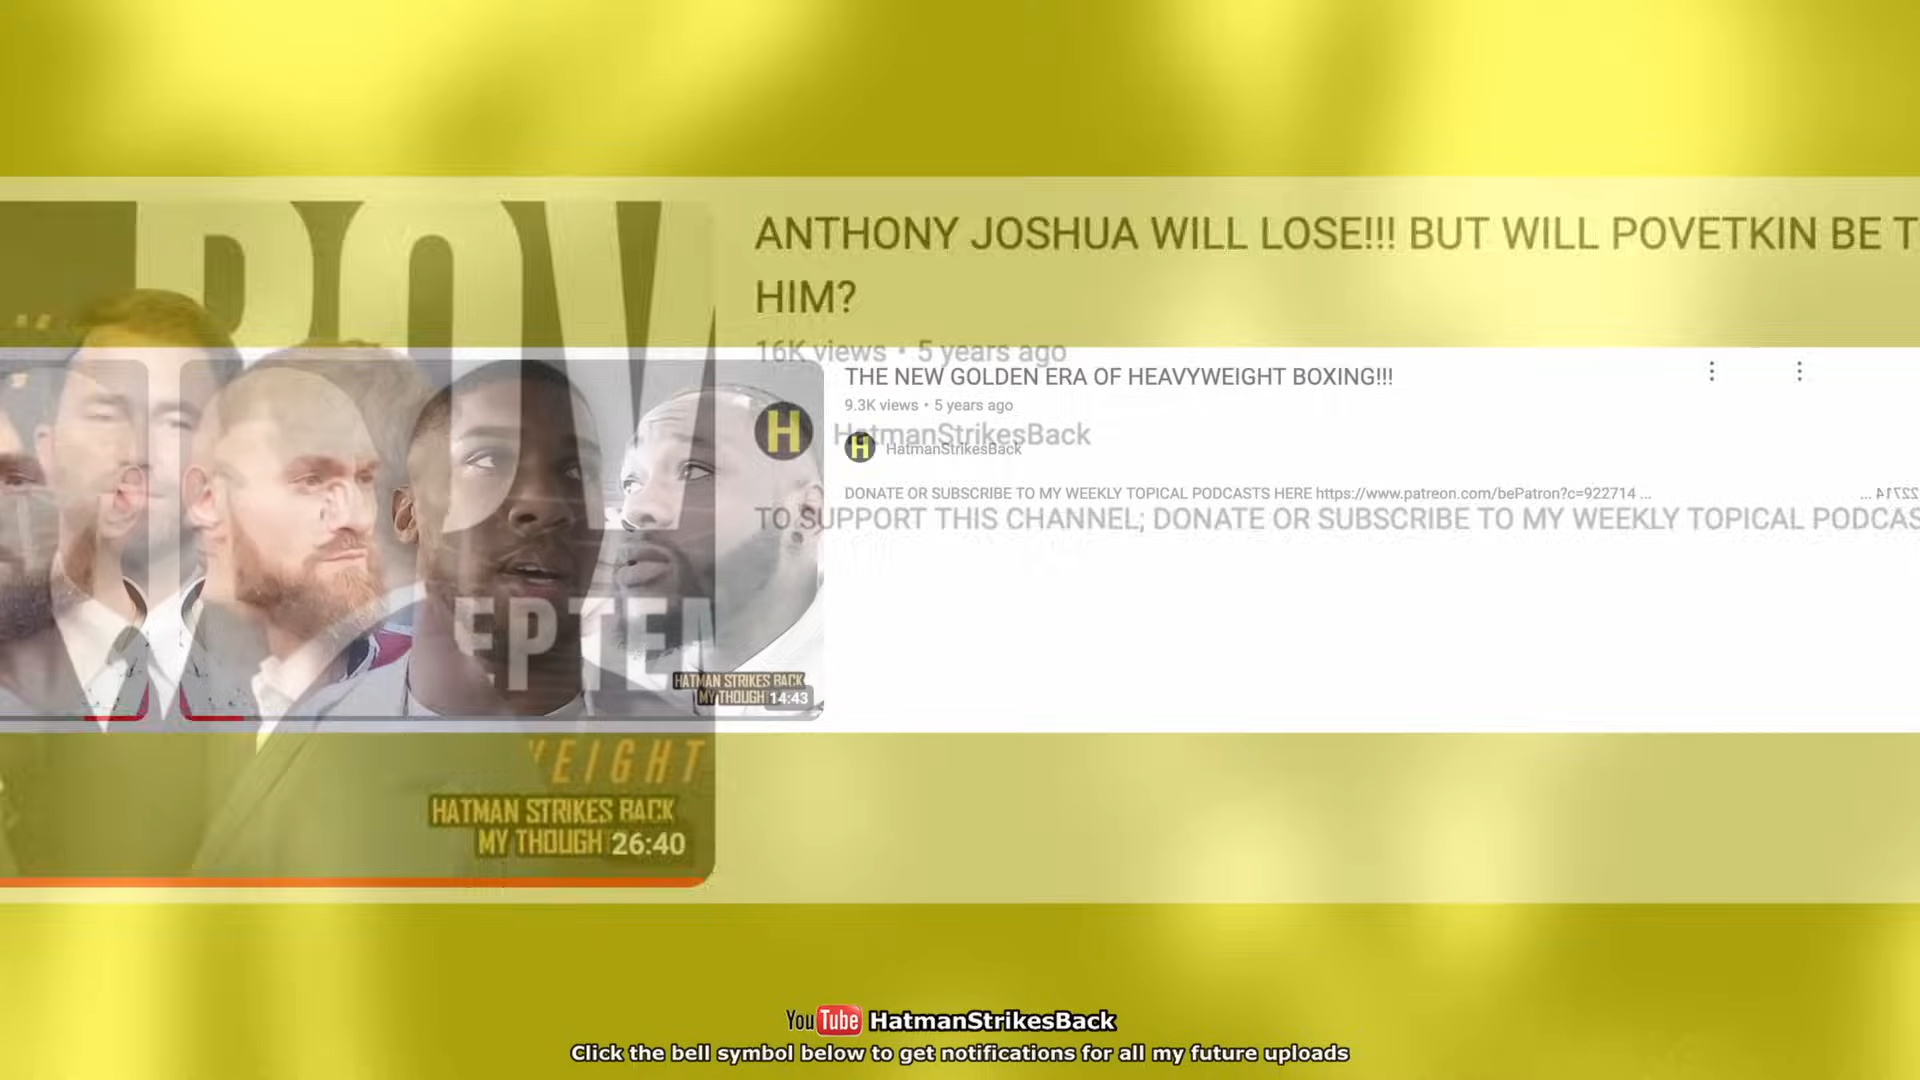 POV
ANTHONY JOSHUA WILL LOSE!!! BUT WILL POVETKIN BE T
HIM?
16K views • 5 years ago
THE NEW GOLDEN ERA OF HEAVYWEIGHT BOXING!!!
9.3K views • 5 years ago
H HatmanStrikesBack
H HatmanStrikesBack
DONATE OR SUBSCRIBE TO MY WEEKLY TOPICAL PODCASTS HERE https://www.patreon.com/bePatron?c=922714 ...
TO SUPPORT THIS CHANNEL; DONATE OR SUBSCRIBE TO MY WEEKLY TOPICAL PODCAS
EPTEM
HATMAN STRIKES BACK
MY THOUGH 14:43
EIGHT
HATMAN STRIKES BACK
MY THOUGH 26:40
YouTube HatmanStrikesBack
Click the bell symbol below to get notifications for all my future uploads